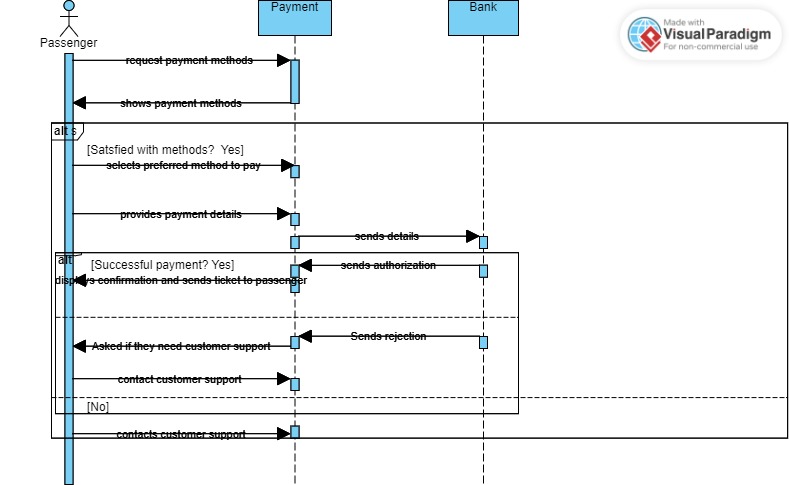 Payment
Bank
Made with
Visual Paradigm
For non-commercial use
Passenger
request payment methods
shows payment methods
alt s
[Satsfied with methods? Yes]
selects preferred method to pay
provides payment details
sends details
alt
[Successful payment? Yes]
sends authorization
displays confirmation and sends ticket to passenger
Sends rejection
Asked if they need customer support
contact customer support
[No]
contacts customer support